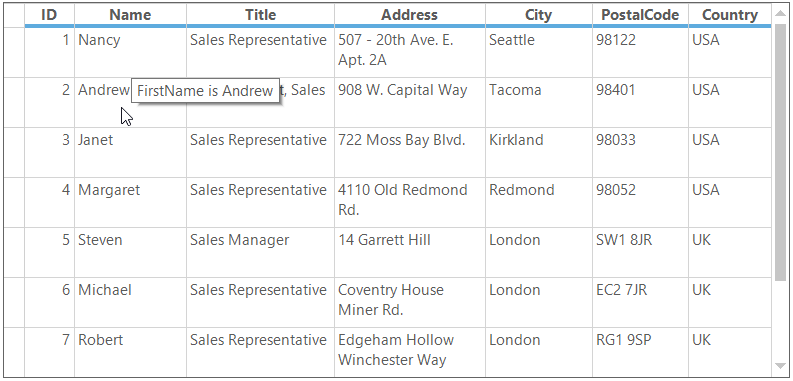 ID Name Title Address City PostalCode Country
1 Nancy Sales Representative 507 - 20th Ave. E. Seattle 98122 USA
Apt. 2A
2 Andrew FirstName is Andrew t, Sales 908 W. Capital Way Tacoma 98401 USA
3 Janet Sales Representative 722 Moss Bay Blvd. Kirkland 98033 USA
4 Margaret Sales Representative 4110 Old Redmond Redmond 98052 USA
Rd.
5 Steven Sales Manager 14 Garrett Hill London SW1 8JR UK
6 Michael Sales Representative Coventry House London EC2 7JR UK
Miner Rd.
7 Robert Sales Representative Edgeham Hollow London RG1 9SP UK
Winchester Way